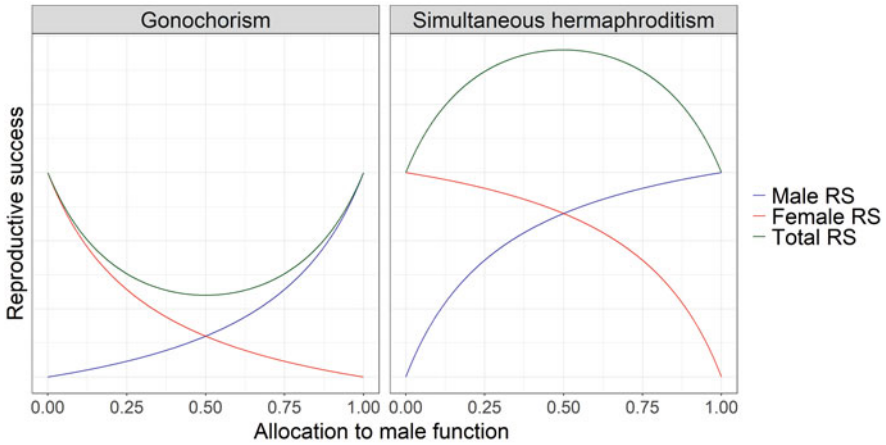 Gonochorism
Simultaneous hermaphroditism
Reproductive success
Male RS
Female RS
Total RS
0.00 0.25 0.50 0.75 1.00
0.00 0.25 0.50 0.75 1.00
Allocation to male function